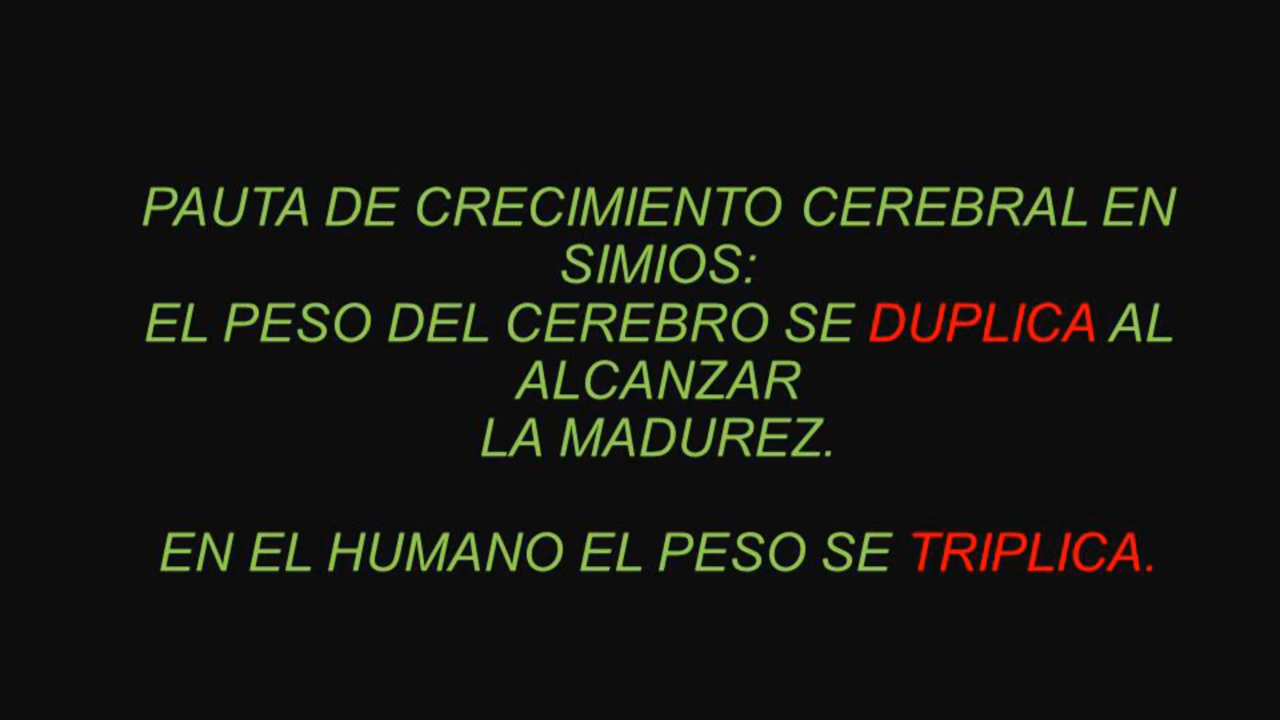 PAUTA DE CRECIMIENTO CEREBRAL EN
SIMIOS:
EL PESO DEL CEREBRO SE DUPLICA AL
ALCANZAR
LA MADUREZ.
EN EL HUMANO EL PESO SE TRIPLICA.